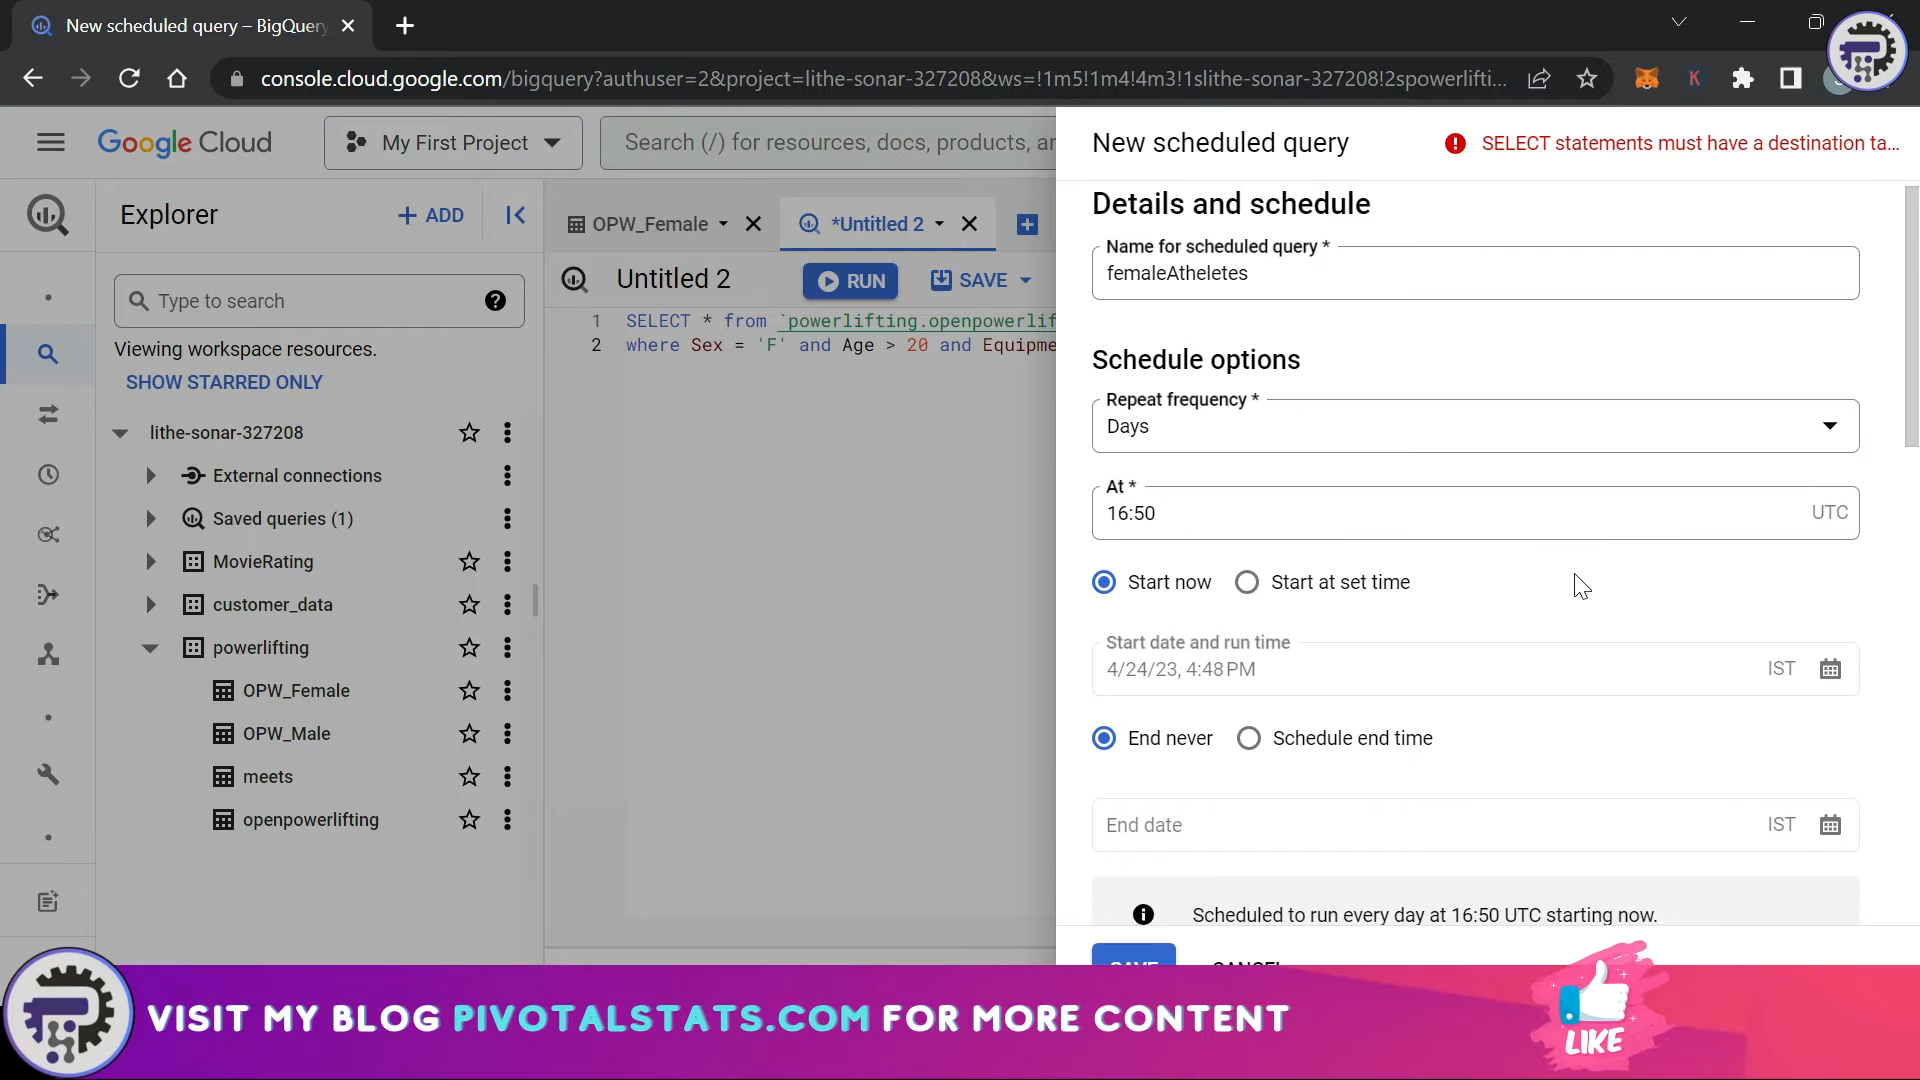 New scheduled query – BigQuery
console.cloud.google.com/bigquery?authuser=2&project=lithe-sonar-327208&ws=!1m5!1m4!4m3!1slithe-sonar-327208!2spowerlifti...
Google Cloud
My First Project
Search (/) for resources, docs, products, an
New scheduled query
SELECT statements must have a destination ta...
Explorer
+ ADD
OPW_Female
*Untitled 2
Details and schedule
Name for scheduled query *
femaleAtheletes
Untitled 2
RUN
SAVE
Type to search
1 SELECT * from `powerlifting.openpowerlif
2 where Sex = 'F' and Age > 20 and Equipme
Viewing workspace resources.
SHOW STARRED ONLY
Schedule options
Repeat frequency *
Days
lithe-sonar-327208
External connections
At *
16:50
UTC
Saved queries (1)
MovieRating
Start now
Start at set time
customer_data
powerlifting
Start date and run time
4/24/23, 4:48 PM
IST
OPW_Female
OPW_Male
End never
Schedule end time
meets
openpowerlifting
End date
IST
Scheduled to run every day at 16:50 UTC starting now.
SAVE
CANCEL
VISIT MY BLOG PIVOTALSTATS.COM FOR MORE CONTENT
LIKE
K